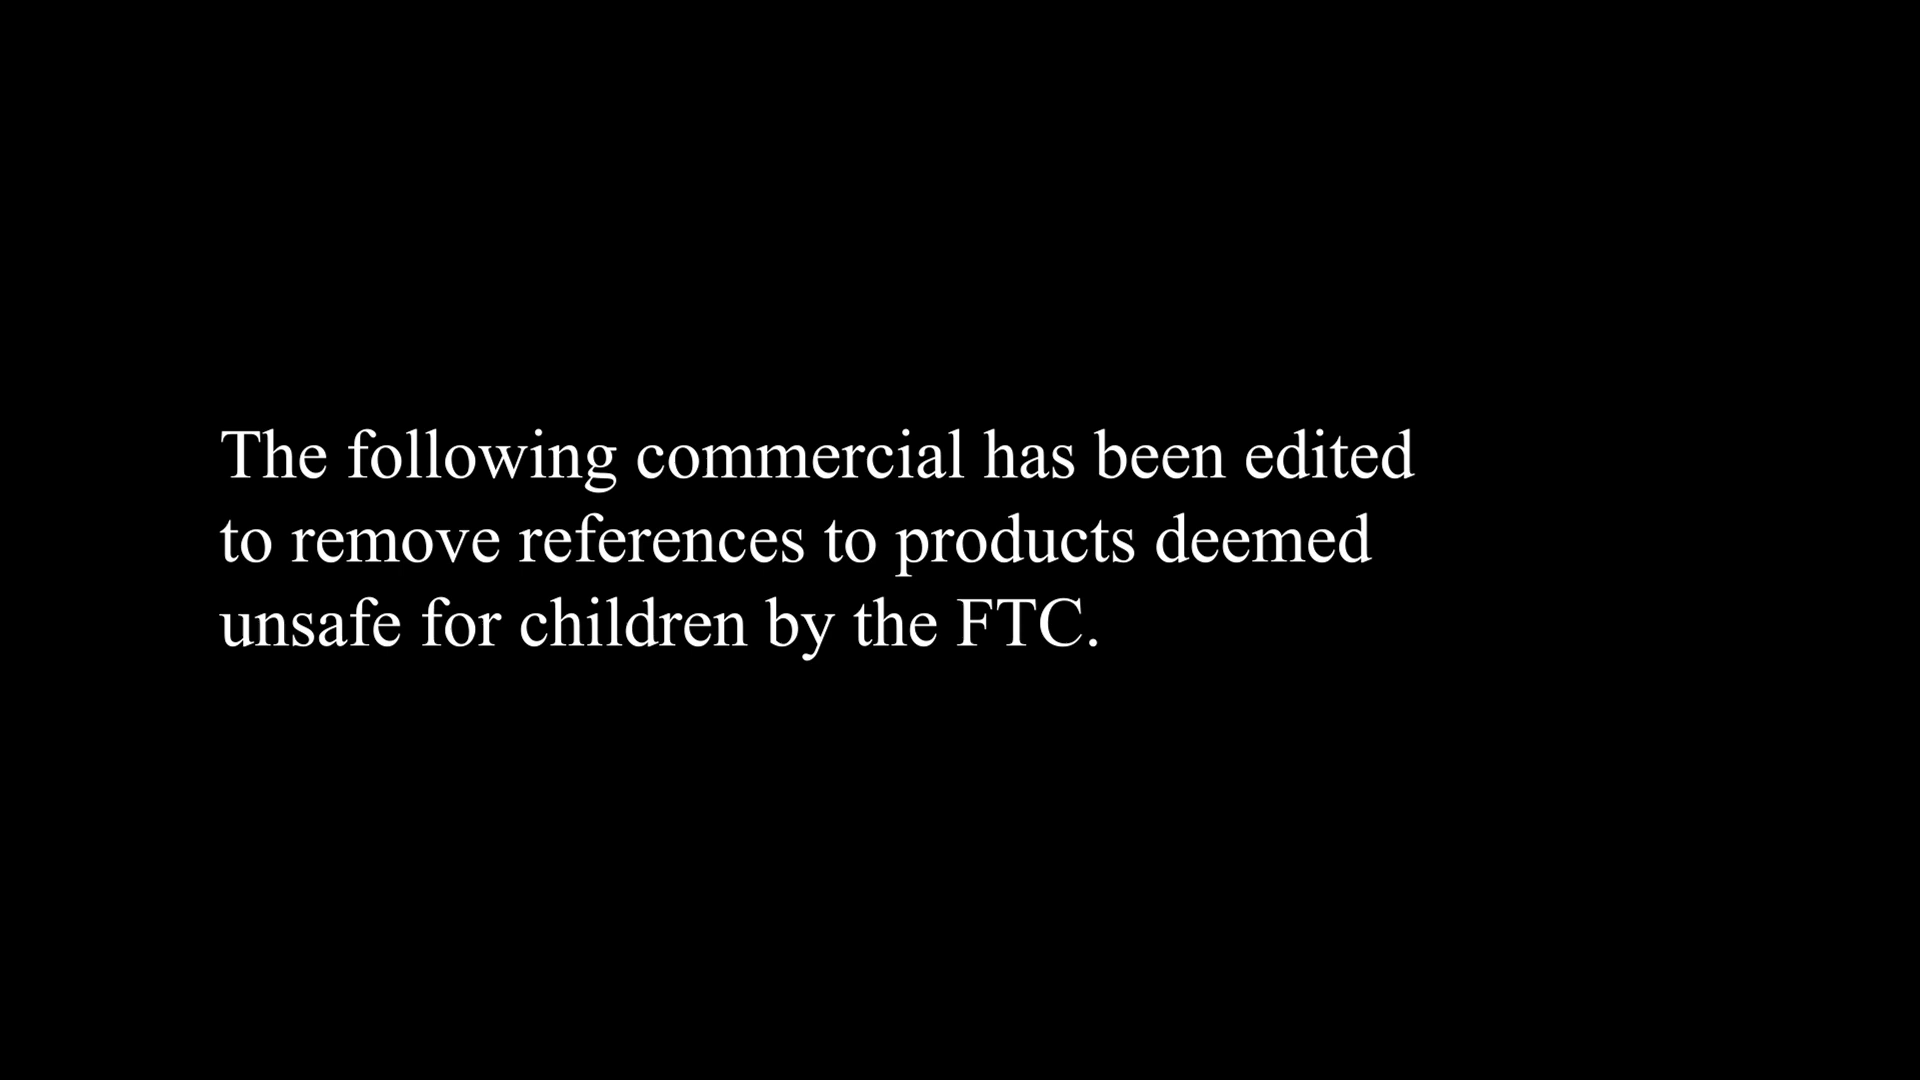 The following commercial has been edited
to remove references to products deemed
unsafe for children by the FTC.